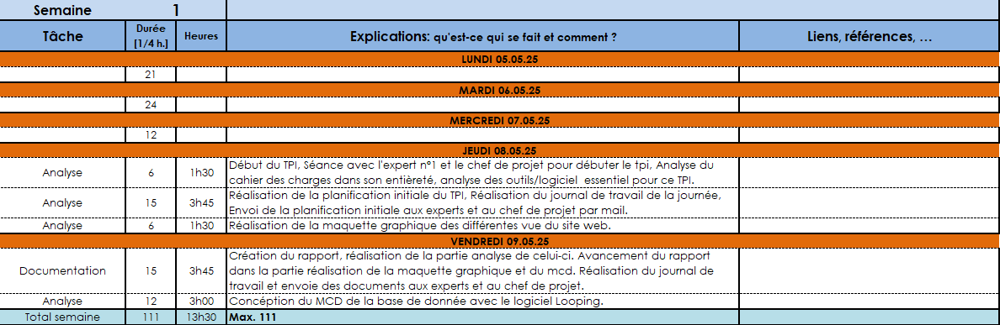 Semaine 1
Tâche Durée [1/4 h.] Heures Explications: qu'est-ce qui se fait et comment ? Liens, références, …
LUNDI 05.05.25
21
MARDI 06.05.25
24
MERCREDI 07.05.25
12
JEUDI 08.05.25
Analyse 6 1h30 Début du TPI, Séance avec l'expert n°1 et le chef de projet pour débuter le tpi, Analyse du
cahier des charges dans son entièreté, analyse des outils/logiciel essentiel pour ce TPI.
Analyse 15 3h45 Réalisation de la planification initiale du TPI, Réalisation du journal de travail de la journée,
Envoi de la planification initiale aux experts et au chef de projet par mail.
Analyse 6 1h30 Réalisation de la maquette graphique des différentes vue du site web.
VENDREDI 09.05.25
Documentation 15 3h45 Création du rapport, réalisation de la partie analyse de celui-ci. Avancement du rapport
dans la partie réalisation de la maquette graphique et du mcd. Réalisation du journal de
travail et envoie des documents aux experts et au chef de projet.
Analyse 12 3h00 Concéption du MCD de la base de donnée avec le logiciel Looping.
Total semaine 111 13h30 Max. 111